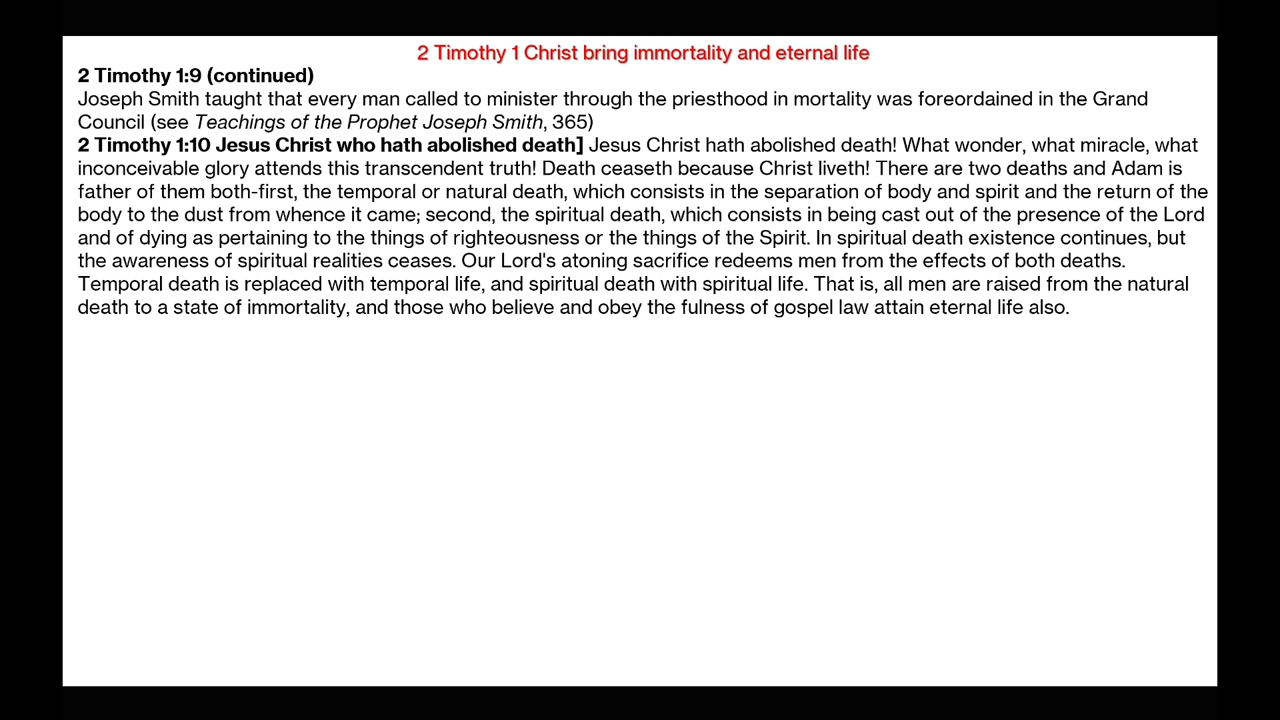 2 Timothy 1 Christ bring immortality and eternal life
2 Timothy 1:9 (continued)
Joseph Smith taught that every man called to minister through the priesthood in mortality was foreordained in the Grand
Council (see Teachings of the Prophet Joseph Smith, 365)
2 Timothy 1:10 Jesus Christ who hath abolished death] Jesus Christ hath abolished death! What wonder, what miracle, what
inconceivable glory attends this transcendent truth! Death ceaseth because Christ liveth! There are two deaths and Adam is
father of them both-first, the temporal or natural death, which consists in the separation of body and spirit and the return of the
body to the dust from whence it came; second, the spiritual death, which consists in being cast out of the presence of the Lord
and of dying as pertaining to the things of righteousness or the things of the Spirit. In spiritual death existence continues, but
the awareness of spiritual realities ceases. Our Lord's atoning sacrifice redeems men from the effects of both deaths.
Temporal death is replaced with temporal life, and spiritual death with spiritual life. That is, all men are raised from the natural
death to a state of immortality, and those who believe and obey the fulness of gospel law attain eternal life also.